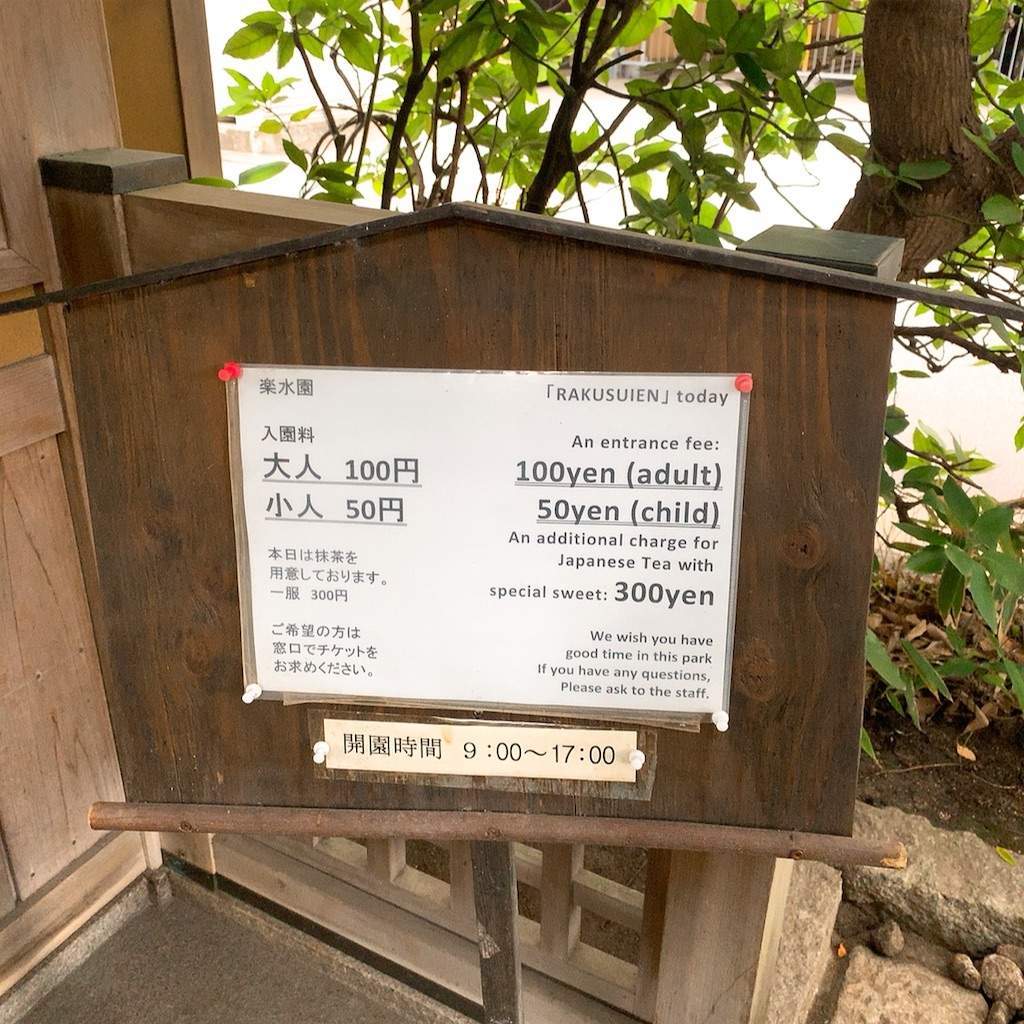 楽水園
「RAKUSUIEN」 today
入園料
大人 100円
小人 50円
本日は抹茶を
用意しております。
一服 300円
ご希望の方は
窓口でチケットを
お求めください。
An entrance fee:
100yen (adult)
50yen (child)
An additional charge for
Japanese Tea with
special sweet: 300yen
We wish you have
good time in this park
If you have any questions,
Please ask to the staff.
開園時間 9:00～17:00